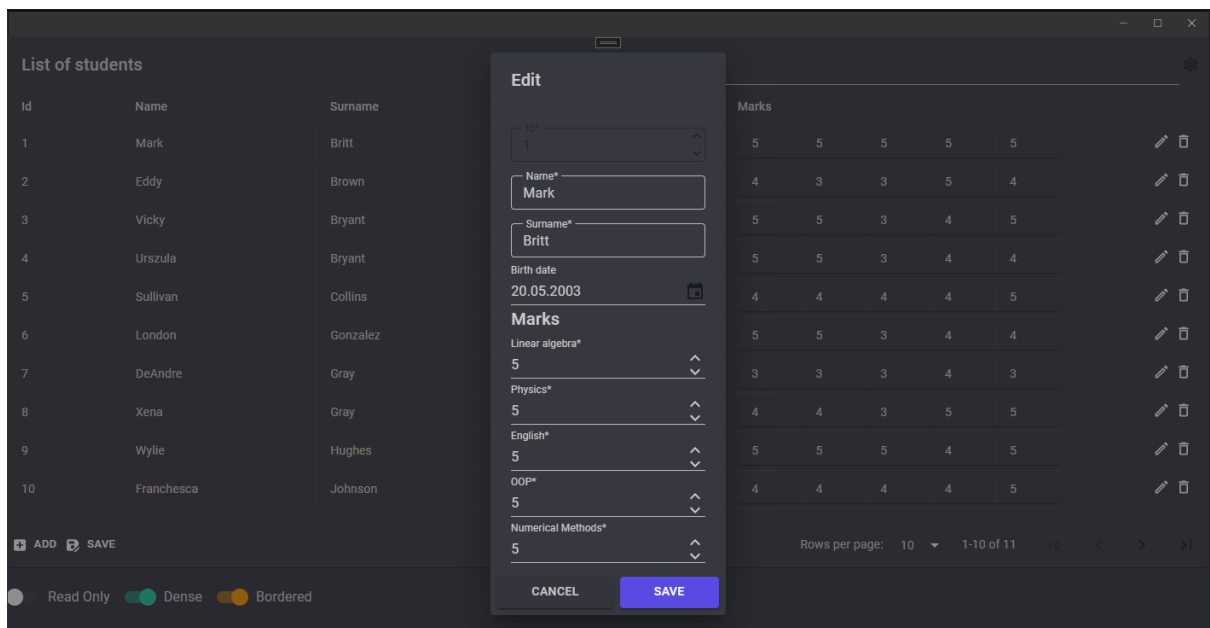 List of students
Id Name Surname Marks
1 Mark Britt 5 5 5 5 5
2 Eddy Brown 4 3 3 5 4
3 Vicky Bryant 5 5 3 4 5
4 Urszula Bryant 5 5 3 4 4
5 Sullivan Collins 4 4 4 4 5
6 London Gonzalez 5 5 3 4 4
7 DeAndre Gray 3 3 3 4 3
8 Xena Gray 4 4 3 5 5
9 Wylie Hughes 5 5 5 4 5
10 Franchesca Johnson 4 4 4 4 5
ADD SAVE
Rows per page: 10 1-10 of 11
Read Only Dense Bordered
Edit
Id*
1
Name*
Mark
Surname*
Britt
Birth date
20.05.2003
Marks
Linear algebra*
5
Physics*
5
English*
5
OOP*
5
Numerical Methods*
5
CANCEL SAVE